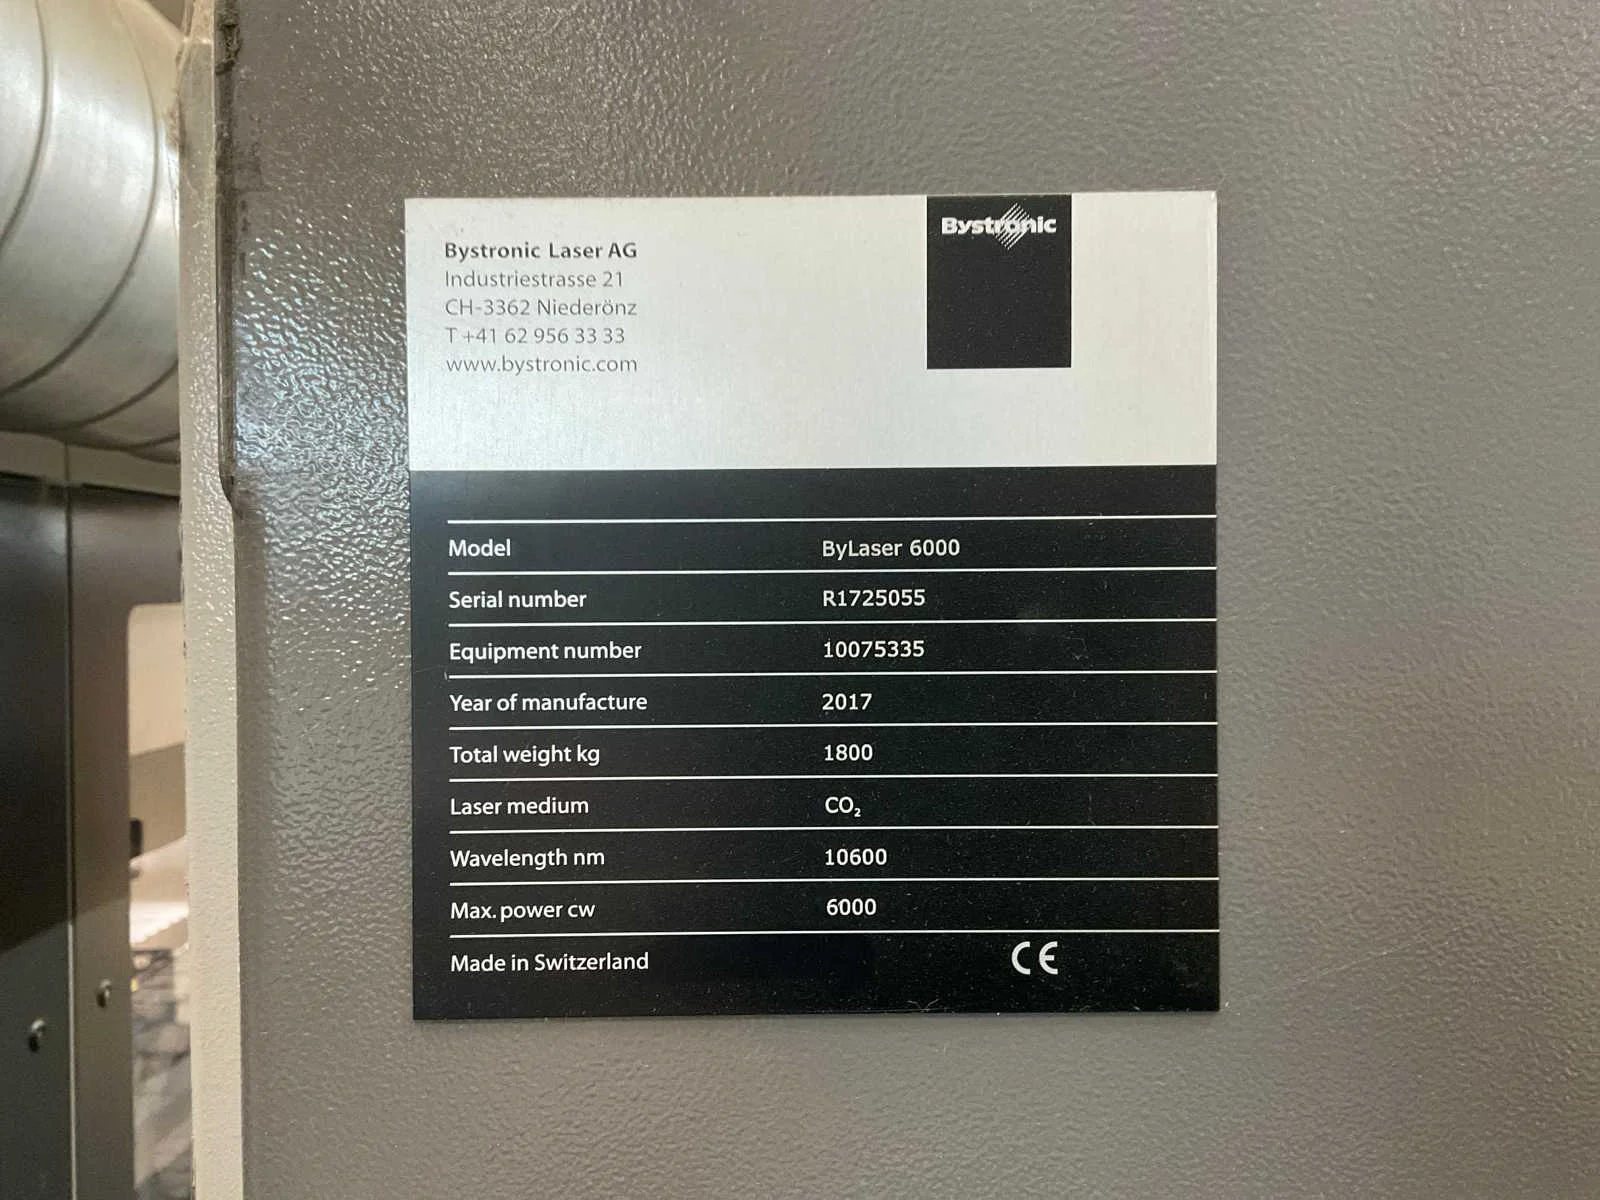 Bystronic
Bystronic Laser AG
Industriestrasse 21
CH-3362 Niederönz
T +41 62 956 33 33
www.bystronic.com
Model ByLaser 6000
Serial number R1725055
Equipment number 10075335
Year of manufacture 2017
Total weight kg 1800
Laser medium CO₂
Wavelength nm 10600
Max. power cw 6000
Made in Switzerland CE